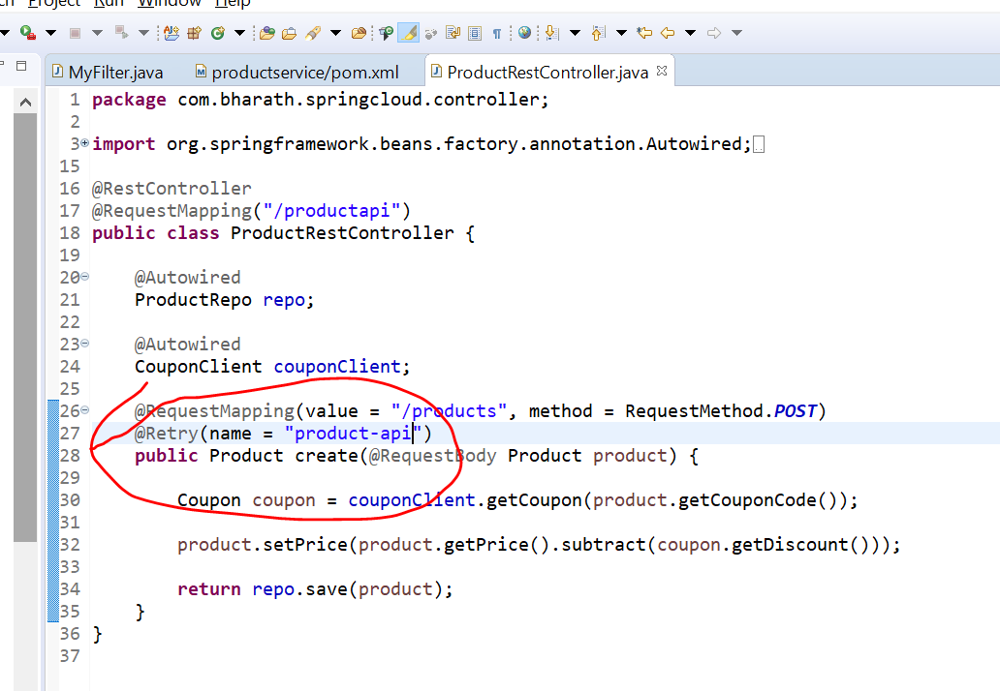 Project Run Window Help
MyFilter.java productservice/pom.xml ProductRestController.java
1 package com.bharath.springcloud.controller;
2
3 import org.springframework.beans.factory.annotation.Autowired;
15
16 @RestController
17 @RequestMapping("/productapi")
18 public class ProductRestController {
19
20 @Autowired
21 ProductRepo repo;
22
23 @Autowired
24 CouponClient couponClient;
25
26 @RequestMapping(value = "/products", method = RequestMethod.POST)
27 @Retry(name = "product-api")
28 public Product create(@RequestBody Product product) {
29
30 Coupon coupon = couponClient.getCoupon(product.getCouponCode());
31
32 product.setPrice(product.getPrice().subtract(coupon.getDiscount()));
33
34 return repo.save(product);
35 }
36 }
37